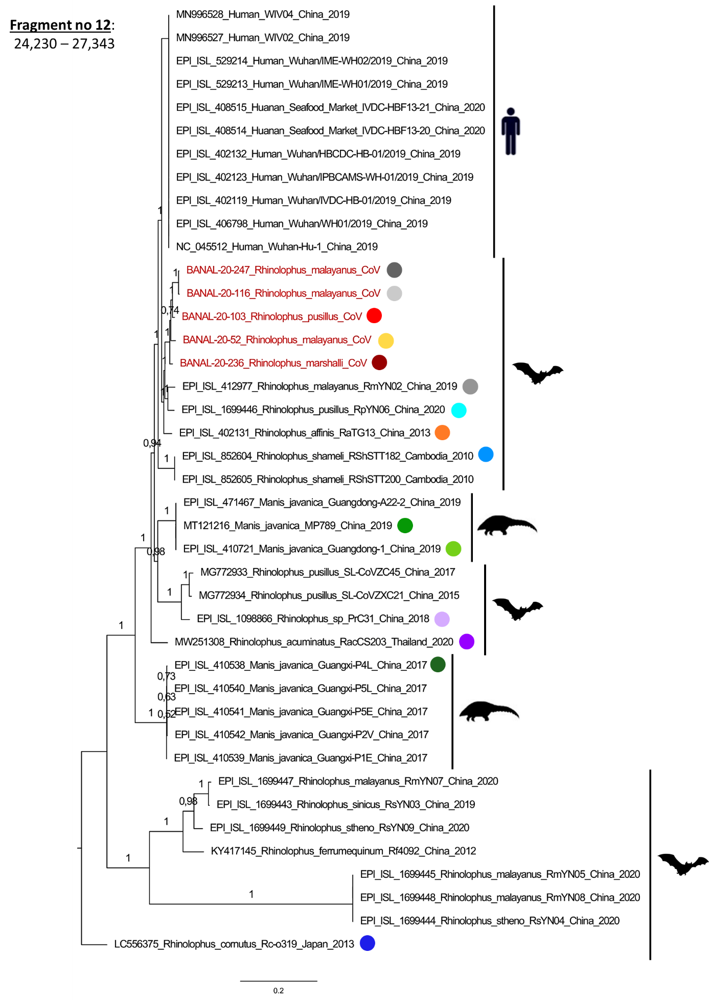 Fragment no 12:
24,230 – 27,343
MN996528_Human_WIV04_China_2019
MN996527_Human_WIV02_China_2019
EPI_ISL_529214_Human_Wuhan/IME-WH02/2019_China_2019
EPI_ISL_529213_Human_Wuhan/IME-WH01/2019_China_2019
EPI_ISL_408515_Huanan_Seafood_Market_IVDC-HBF13-21_China_2020
EPI_ISL_408514_Huanan_Seafood_Market_IVDC-HBF13-20_China_2020
EPI_ISL_402132_Human_Wuhan/HBCDC-HB-01/2019_China_2019
EPI_ISL_402123_Human_Wuhan/IPBCAMS-WH-01/2019_China_2019
EPI_ISL_402119_Human_Wuhan/IVDC-HB-01/2019_China_2019
1
EPI_ISL_406798_Human_Wuhan/WH01/2019_China_2019
NC_045512_Human_Wuhan-Hu-1_China_2019
1
BANAL-20-247_Rhinolophus_malayanus_CoV
1
BANAL-20-116_Rhinolophus_malayanus_CoV
0,74
BANAL-20-103_Rhinolophus_pusillus_CoV
1
1
BANAL-20-52_Rhinolophus_malayanus_CoV
1
BANAL-20-236_Rhinolophus_marshalli_CoV
1
1
EPI_ISL_412977_Rhinolophus_malayanus_RmYN02_China_2019
EPI_ISL_1699446_Rhinolophus_pusillus_RpYN06_China_2020
EPI_ISL_402131_Rhinolophus_affinis_RaTG13_China_2013
0,94
1
EPI_ISL_852604_Rhinolophus_shameli_RShSTT182_Cambodia_2010
EPI_ISL_852605_Rhinolophus_shameli_RShSTT200_Cambodia_2010
EPI_ISL_471467_Manis_javanica_Guangdong-A22-2_China_2019
1
MT121216_Manis_javanica_MP789_China_2019
1
0,98
EPI_ISL_410721_Manis_javanica_Guangdong-1_China_2019
1
MG772933_Rhinolophus_pusillus_SL-CoVZC45_China_2017
1
MG772934_Rhinolophus_pusillus_SL-CoVZXC21_China_2015
EPI_ISL_1098866_Rhinolophus_sp_PrC31_China_2018
1
MW251308_Rhinolophus_acuminatus_RacCS203_Thailand_2020
EPI_ISL_410538_Manis_javanica_Guangxi-P4L_China_2017
0,73
EPI_ISL_410540_Manis_javanica_Guangxi-P5L_China_2017
0,63
1
0,52
EPI_ISL_410541_Manis_javanica_Guangxi-P5E_China_2017
EPI_ISL_410542_Manis_javanica_Guangxi-P2V_China_2017
EPI_ISL_410539_Manis_javanica_Guangxi-P1E_China_2017
1
EPI_ISL_1699447_Rhinolophus_malayanus_RmYN07_China_2020
0,98
EPI_ISL_1699443_Rhinolophus_sinicus_RsYN03_China_2019
1
EPI_ISL_1699449_Rhinolophus_stheno_RsYN09_China_2020
KY417145_Rhinolophus_ferrumequinum_Rf4092_China_2012
1
EPI_ISL_1699445_Rhinolophus_malayanus_RmYN05_China_2020
1
EPI_ISL_1699448_Rhinolophus_malayanus_RmYN08_China_2020
EPI_ISL_1699444_Rhinolophus_stheno_RsYN04_China_2020
LC556375_Rhinolophus_cornutus_Rc-o319_Japan_2013
0.2